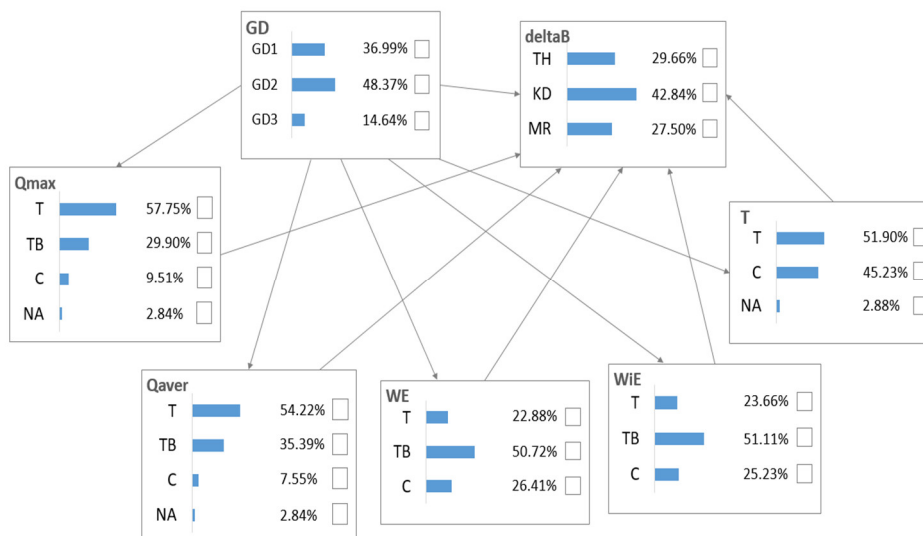 GD
GD1 36.99%
GD2 48.37%
GD3 14.64%
deltaB
TH 29.66%
KD 42.84%
MR 27.50%
Qmax
T 57.75%
TB 29.90%
C 9.51%
NA 2.84%
T
T 51.90%
C 45.23%
NA 2.88%
Qaver
T 54.22%
TB 35.39%
C 7.55%
NA 2.84%
WE
T 22.88%
TB 50.72%
C 26.41%
WiE
T 23.66%
TB 51.11%
C 25.23%